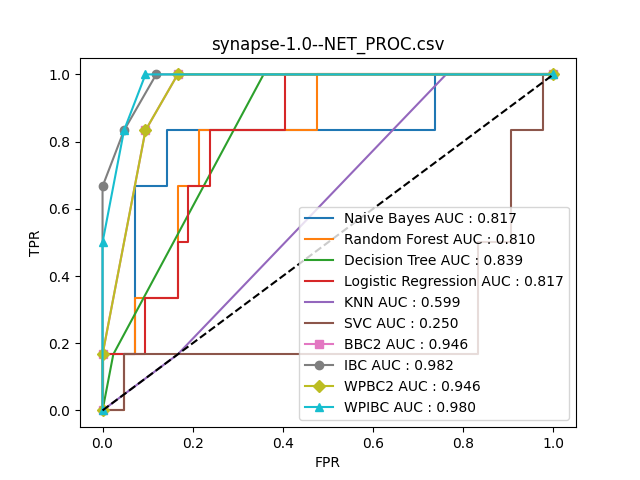 synapse-1.0--NET_PROC.csv
1.0
0.8
0.6
0.4
0.2
0.0
TPR
Naive Bayes AUC : 0.817
Random Forest AUC : 0.810
Decision Tree AUC : 0.839
Logistic Regression AUC : 0.817
KNN AUC : 0.599
SVC AUC : 0.250
BBC2 AUC : 0.946
IBC AUC : 0.982
WPBC2 AUC : 0.946
WPIBC AUC : 0.980
0.0 0.2 0.4 0.6 0.8 1.0
FPR